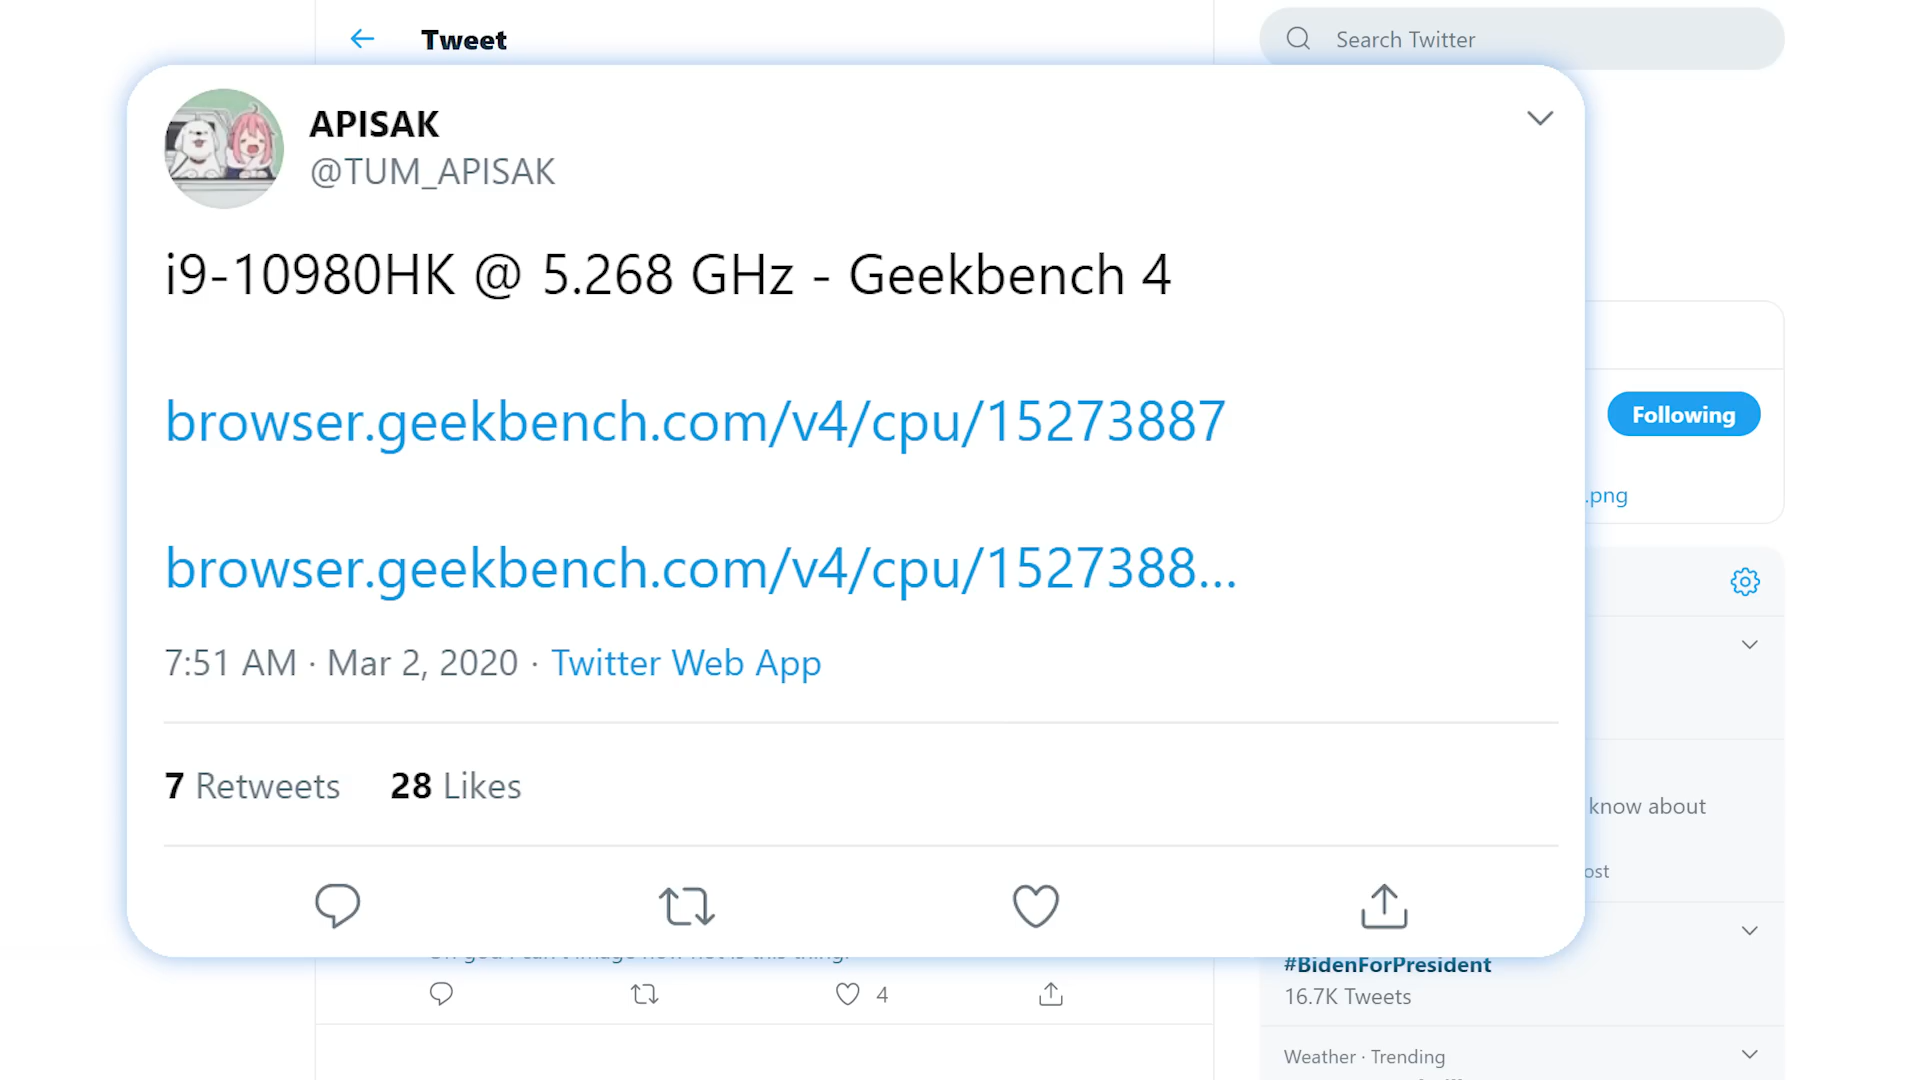 Tweet
Search Twitter
APISAK
@TUM_APISAK
i9-10980HK @ 5.268 GHz - Geekbench 4
browser.geekbench.com/v4/cpu/15273887
Following
.png
browser.geekbench.com/v4/cpu/1527388...
7:51 AM · Mar 2, 2020 · Twitter Web App
7 Retweets 28 Likes
know about
ost
#BidenForPresident
4
16.7K Tweets
Weather · Trending